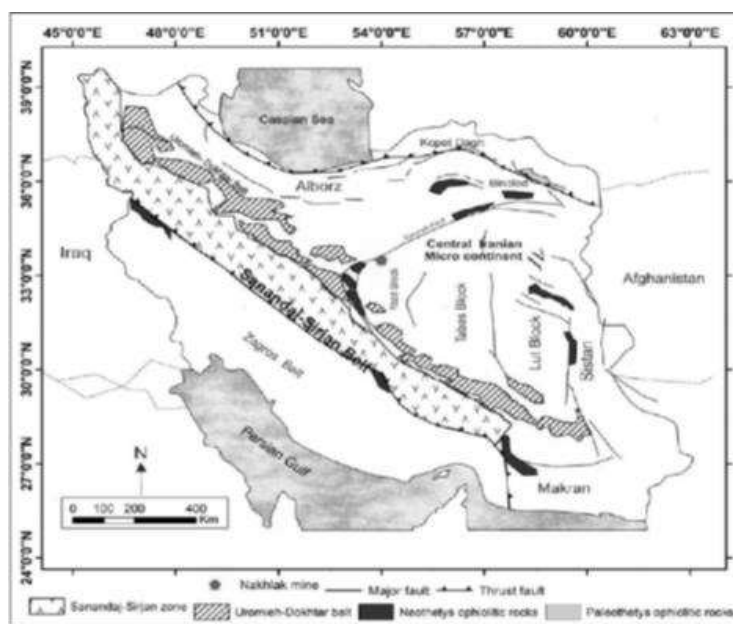 45°0'0"E 48°0'0"E 51°0'0"E 54°0'0"E 57°0'0"E 60°0'0"E 63°0'0"E
39°0'0"N
36°0'0"N
33°0'0"N
30°0'0"N
27°0'0"N
24°0'0"N
Caspian Sea
Kopet Dagh
Alborz
Iraq
Central Iranian
Micro continent
Afghanistan
Sanandaj-Sirjan Belt
Tabas Block
Lut Block
Sistan
Zagros Belt
Persian Gulf
Makran
N
0 100 200 400
Km
Nakhlak mine Major fault Thrust fault
Sanandaj-Sirjan zone Uromieh-Dokhtar belt Neothetys ophiolitic rocks Paleothetys ophiolitic rocks